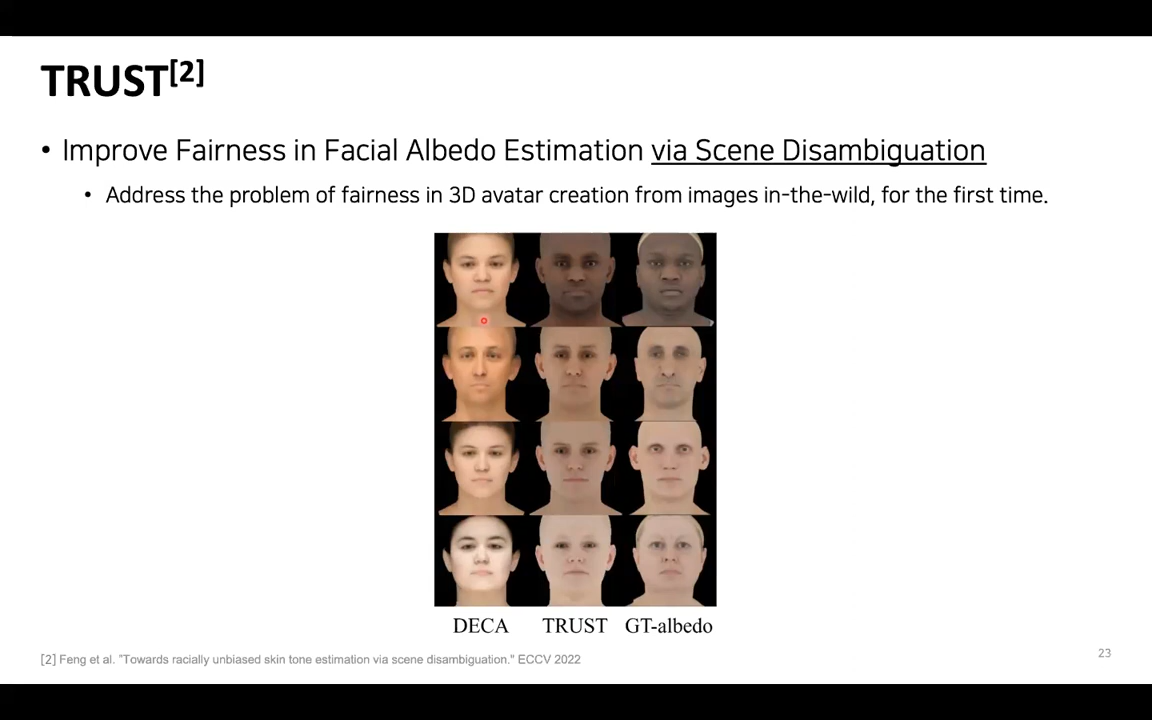 TRUST[2]
• Improve Fairness in Facial Albedo Estimation via Scene Disambiguation
• Address the problem of fairness in 3D avatar creation from images in-the-wild, for the first time.
DECA TRUST GT-albedo
[2] Feng et al. "Towards racially unbiased skin tone estimation via scene disambiguation." ECCV 2022
23